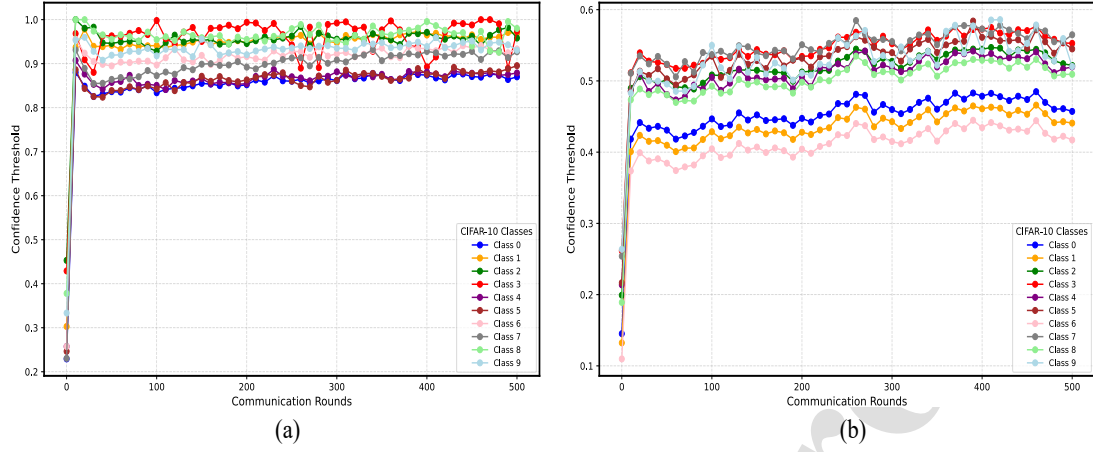 1.0
0.9
0.8
0.7
0.6
0.5
0.4
0.3
0.2
Confidence Threshold
CIFAR-10 Classes
Class 0
Class 1
Class 2
Class 3
Class 4
Class 5
Class 6
Class 7
Class 8
Class 9
0 100 200 300 400 500
Communication Rounds
(a)
0.6
0.5
0.4
0.3
0.2
0.1
Confidence Threshold
CIFAR-10 Classes
Class 0
Class 1
Class 2
Class 3
Class 4
Class 5
Class 6
Class 7
Class 8
Class 9
0 100 200 300 400 500
Communication Rounds
(b)